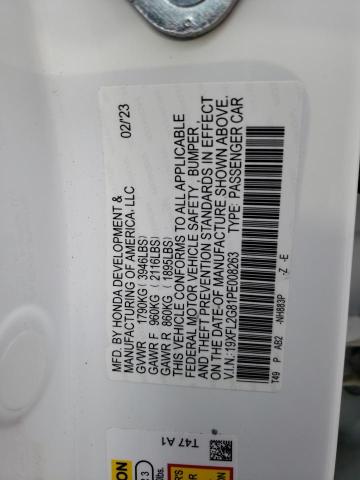 MFD. BY HONDA DEVELOPMENT &
MANUFACTURING OF AMERICA, LLC 02/'23
GVWR 1790KG (3946LBS)
GAWR F 960KG (2116LBS)
GAWR R 860KG (1895LBS)
THIS VEHICLE CONFORMS TO ALL APPLICABLE
FEDERAL MOTOR VEHICLE SAFETY, BUMPER,
AND THEFT PREVENTION STANDARDS IN EFFECT
ON THE DATE OF MANUFACTURE SHOWN ABOVE.
V.I.N.:19XFL2G81PE008263 TYPE: PASSENGER CAR
T49 P AB2 -NH883P -Z -E
T47 A1